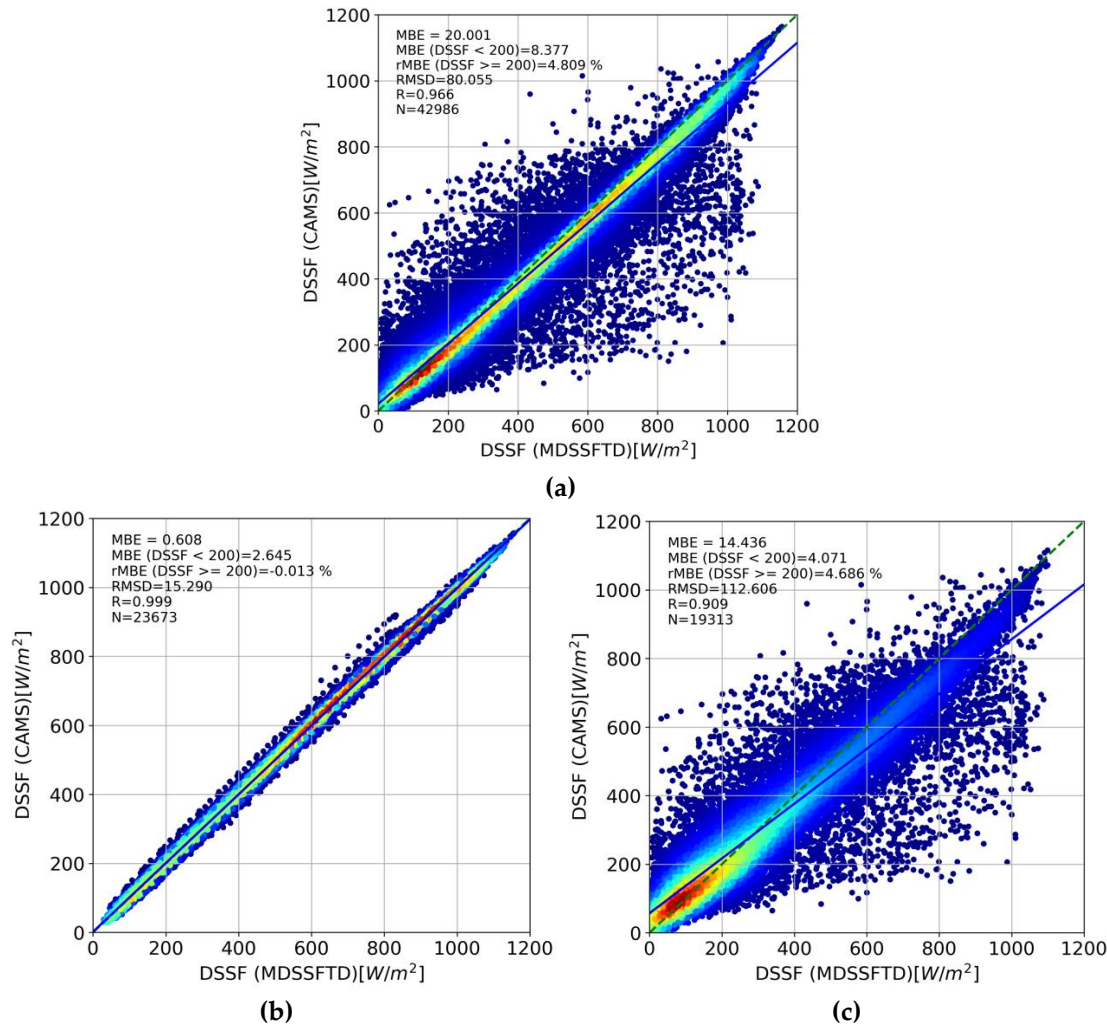 1200
1000
800
600
400
200
0
DSSF (CAMS)[W/m²]
MBE = 20.001
MBE (DSSF < 200)=8.377
rMBE (DSSF >= 200)=4.809 %
RMSD=80.055
R=0.966
N=42986
0 200 400 600 800 1000 1200
DSSF (MDSSFTD)[W/m²]
(a)
1200
1000
800
600
400
200
0
DSSF (CAMS)[W/m²]
MBE = 0.608
MBE (DSSF < 200)=2.645
rMBE (DSSF >= 200)=-0.013 %
RMSD=15.290
R=0.999
N=23673
0 200 400 600 800 1000 1200
DSSF (MDSSFTD)[W/m²]
(b)
1200
1000
800
600
400
200
0
DSSF (CAMS)[W/m²]
MBE = 14.436
MBE (DSSF < 200)=4.071
rMBE (DSSF >= 200)=4.686 %
RMSD=112.606
R=0.909
N=19313
0 200 400 600 800 1000 1200
DSSF (MDSSFTD)[W/m²]
(c)